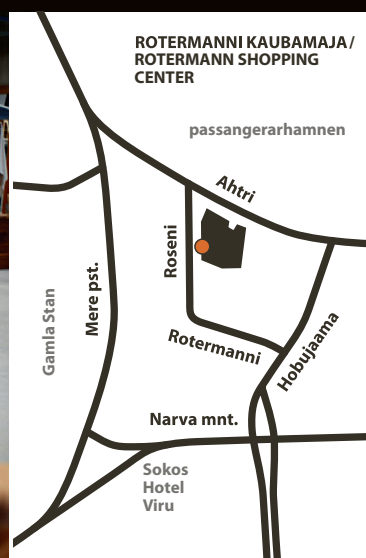 ROTERMANNI KAUBAMAJA/
ROTERMANN SHOPPING
CENTER
passangerarhamnen
Ahtri
Roseni
Mere pst.
Gamla Stan
Rotermanni
Hobujaama
Narva mnt.
Sokos
Hotel
Viru